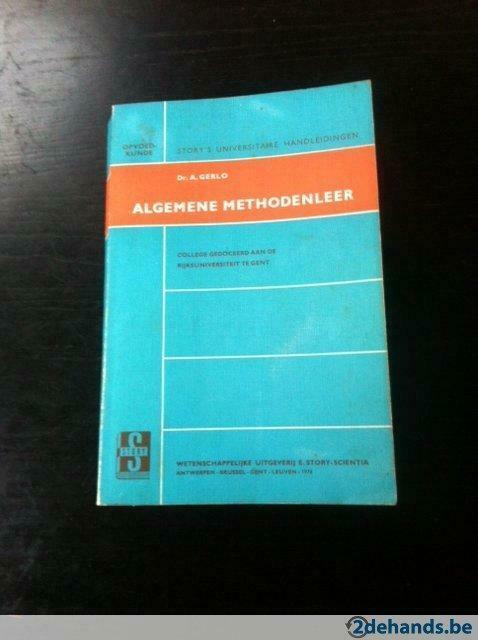 OPVOED-
KUNDE
STORY'S UNIVERSITAIRE HANDLEIDINGEN
Dr. A. GERLO
ALGEMENE METHODENLEER
COLLEGE GEDOCEERD AAN DE
RIJKSUNIVERSITEIT TE GENT
S
STORY
WETENSCHAPPELIJKE UITGEVERIJ E. STORY-SCIENTIA
ANTWERPEN - BRUSSEL - GENT - LEUVEN -
2dehands.be